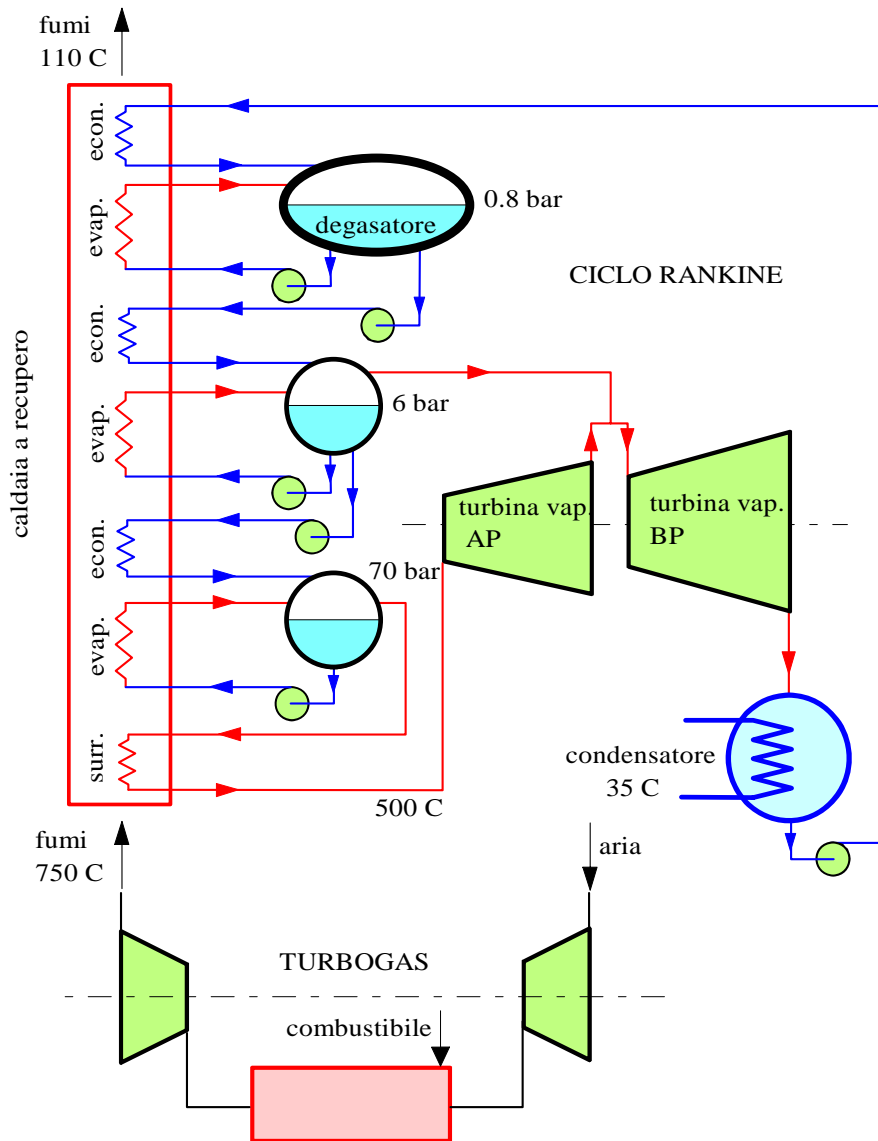 fumi
110 C
econ.
evap.
degasatore
0.8 bar
CICLO RANKINE
econ.
evap.
6 bar
caldaia a recupero
turbina vap.
AP
turbina vap.
BP
econ.
70 bar
evap.
surr.
500 C
condensatore
35 C
fumi
750 C
aria
TURBOGAS
combustibile